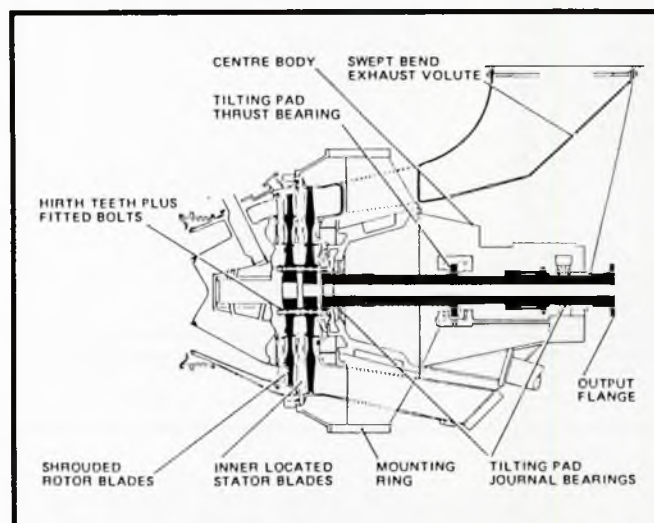 CENTRE BODY
SWEPT BEND
EXHAUST VOLUTE
TILTING PAD
THRUST BEARING
HIRTH TEETH PLUS
FITTED BOLTS
OUTPUT
FLANGE
SHROUDED
ROTOR BLADES
INNER LOCATED
STATOR BLADES
MOUNTING
RING
TILTING PAD
JOURNAL BEARINGS